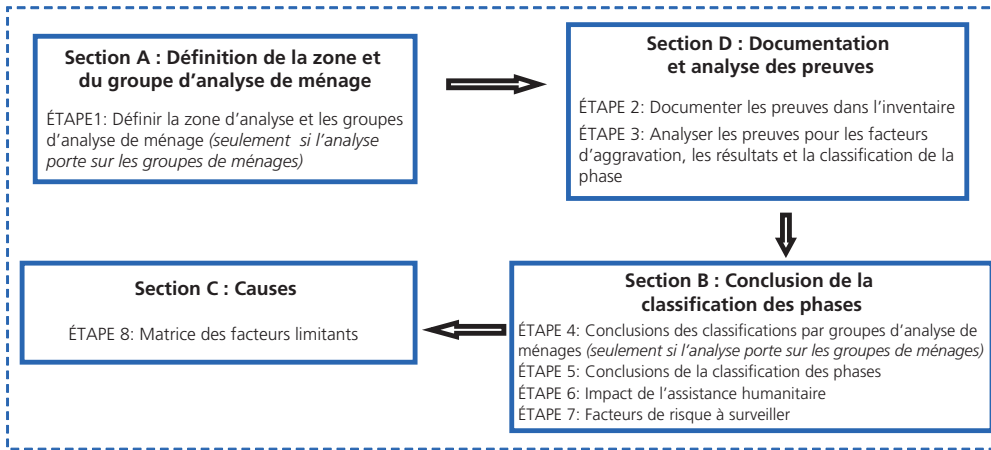 Section A : Définition de la zone et
du groupe d'analyse de ménage
ÉTAPE1: Définir la zone d'analyse et les groupes
d'analyse de ménage (seulement si l'analyse
porte sur les groupes de ménages)
Section D : Documentation
et analyse des preuves
ÉTAPE 2: Documenter les preuves dans l'inventaire
ÉTAPE 3: Analyser les preuves pour les facteurs
d'aggravation, les résultats et la classification de la
phase
Section B : Conclusion de la
classification des phases
ÉTAPE 4: Conclusions des classifications par groupes d'analyse de
ménages (seulement si l'analyse porte sur les groupes de ménages)
ÉTAPE 5: Conclusions de la classification des phases
ÉTAPE 6: Impact de l'assistance humanitaire
ÉTAPE 7: Facteurs de risque à surveiller
Section C : Causes
ÉTAPE 8: Matrice des facteurs limitants